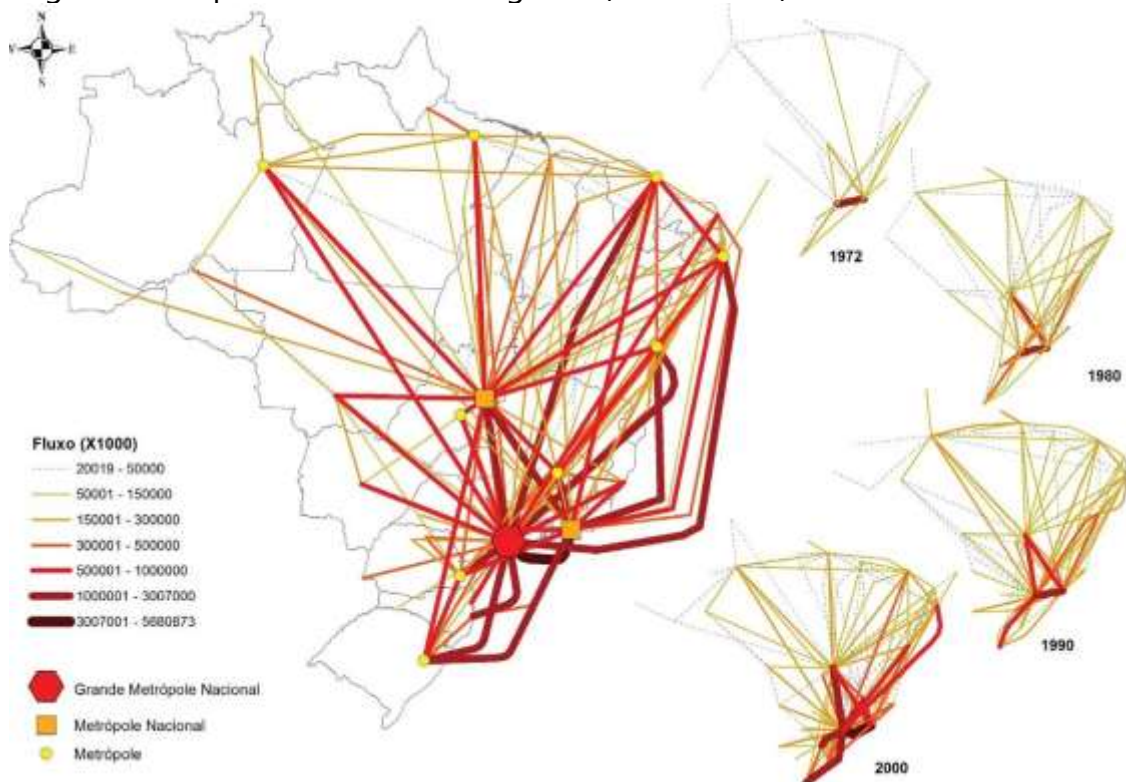 N
E
S
1972
1980
Fluxo (X1000)
20019 - 50000
50001 - 150000
150001 - 300000
300001 - 500000
500001 - 1000000
1000001 - 3007000
3007001 - 5680873
1990
Grande Metrópole Nacional
Metrópole Nacional
Metrópole
2000